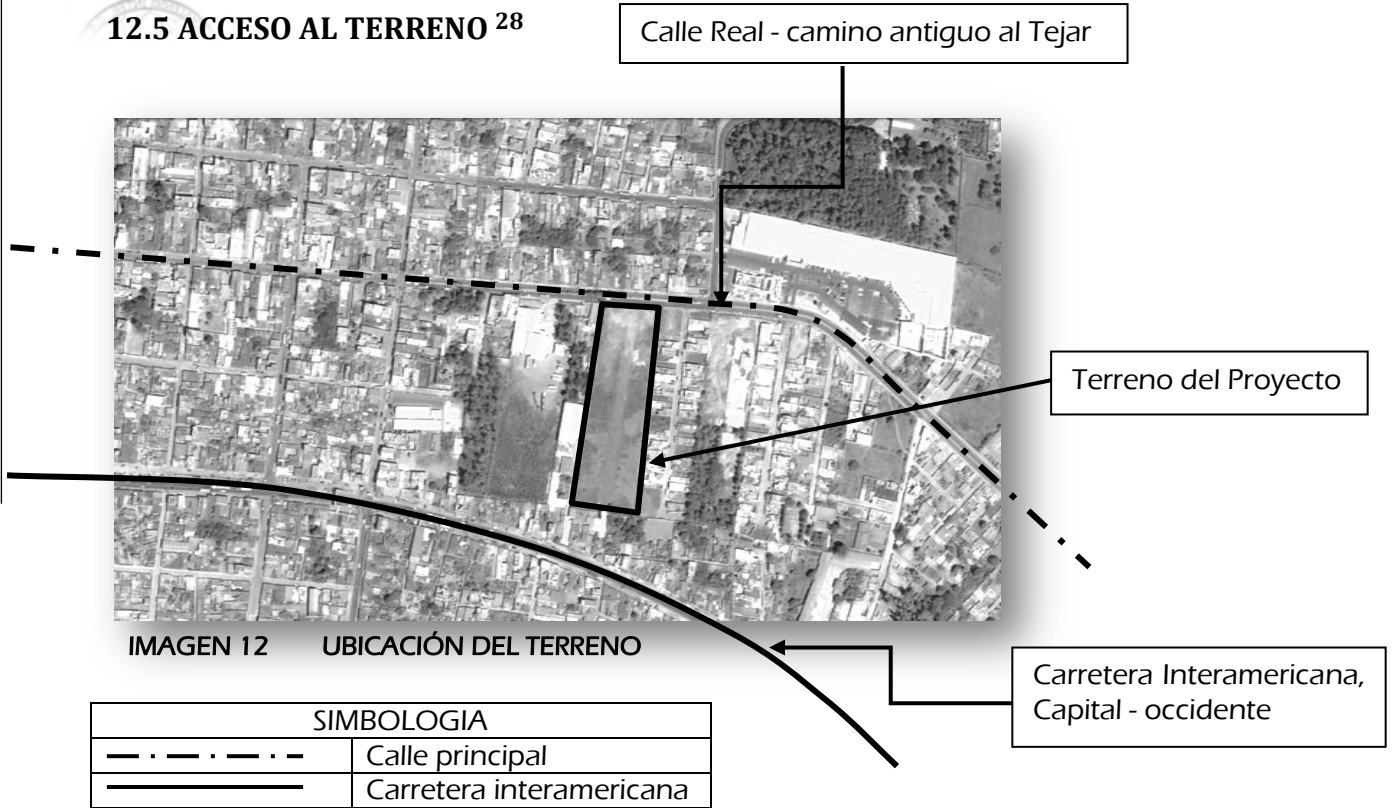 12.5 ACCESO AL TERRENO 28
Calle Real - camino antiguo al Tejar
Terreno del Proyecto
IMAGEN 12 UBICACIÓN DEL TERRENO
Carretera Interamericana,
Capital - occidente
SIMBOLOGIA
Calle principal
Carretera interamericana